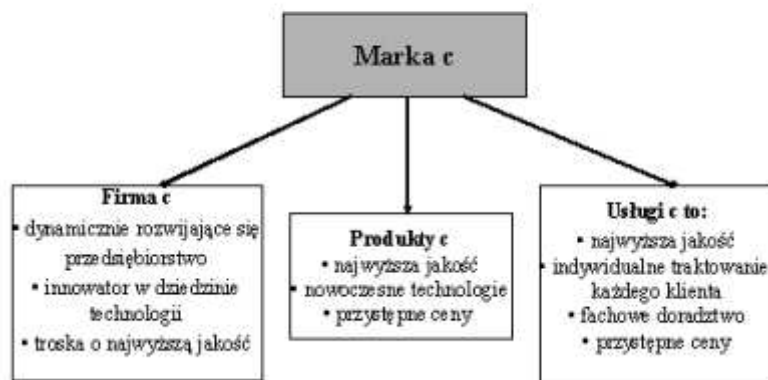 Marka c
Firma c
• dynamicznie rozwijające się
przedsiębiorstwo
• innowator w dziedzinie
technologii
• troska o najwyższą jakość
Produkty c
• najwyższa jakość
• nowoczesne technologie
• przystępne ceny
Usługi c to:
• najwyższa jakość
• indywidualne traktowanie
każdego klienta
• fachowe doradztwo
• przystępne ceny